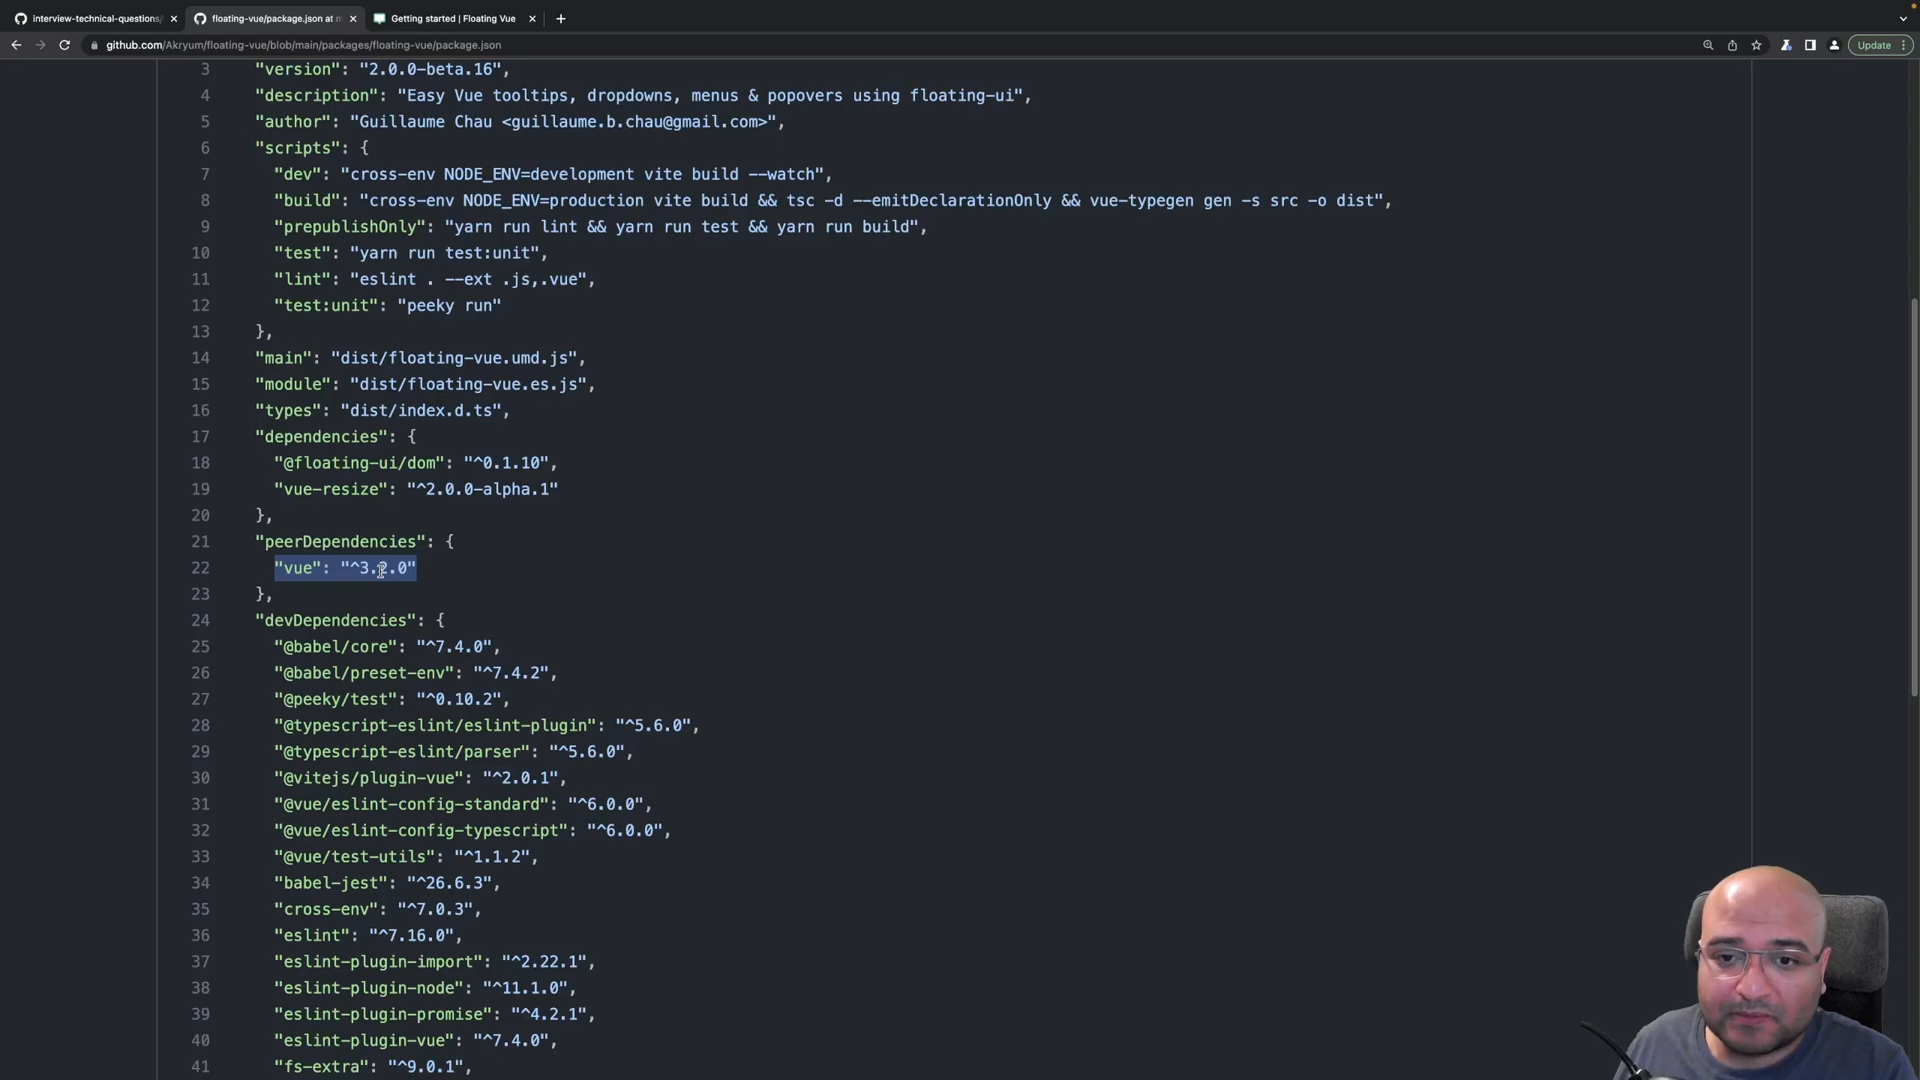 interview-technical-questions/
floating-vue/package.json at m
Getting started | Floating Vue
github.com/Akryum/floating-vue/blob/main/packages/floating-vue/package.json
Update
3 "version": "2.0.0-beta.16",
4 "description": "Easy Vue tooltips, dropdowns, menus & popovers using floating-ui",
5 "author": "Guillaume Chau <guillaume.b.chau@gmail.com>",
6 "scripts": {
7 "dev": "cross-env NODE_ENV=development vite build --watch",
8 "build": "cross-env NODE_ENV=production vite build && tsc -d --emitDeclarationOnly && vue-typegen gen -s src -o dist",
9 "prepublishOnly": "yarn run lint && yarn run test && yarn run build",
10 "test": "yarn run test:unit",
11 "lint": "eslint . --ext .js,.vue",
12 "test:unit": "peeky run"
13 },
14 "main": "dist/floating-vue.umd.js",
15 "module": "dist/floating-vue.es.js",
16 "types": "dist/index.d.ts",
17 "dependencies": {
18 "@floating-ui/dom": "^0.1.10",
19 "vue-resize": "^2.0.0-alpha.1"
20 },
21 "peerDependencies": {
22 "vue": "^3.2.0"
23 },
24 "devDependencies": {
25 "@babel/core": "^7.4.0",
26 "@babel/preset-env": "^7.4.2",
27 "@peeky/test": "^0.10.2",
28 "@typescript-eslint/eslint-plugin": "^5.6.0",
29 "@typescript-eslint/parser": "^5.6.0",
30 "@vitejs/plugin-vue": "^2.0.1",
31 "@vue/eslint-config-standard": "^6.0.0",
32 "@vue/eslint-config-typescript": "^6.0.0",
33 "@vue/test-utils": "^1.1.2",
34 "babel-jest": "^26.6.3",
35 "cross-env": "^7.0.3",
36 "eslint": "^7.16.0",
37 "eslint-plugin-import": "^2.22.1",
38 "eslint-plugin-node": "^11.1.0",
39 "eslint-plugin-promise": "^4.2.1",
40 "eslint-plugin-vue": "^7.4.0",
41 "fs-extra": "^9.0.1",